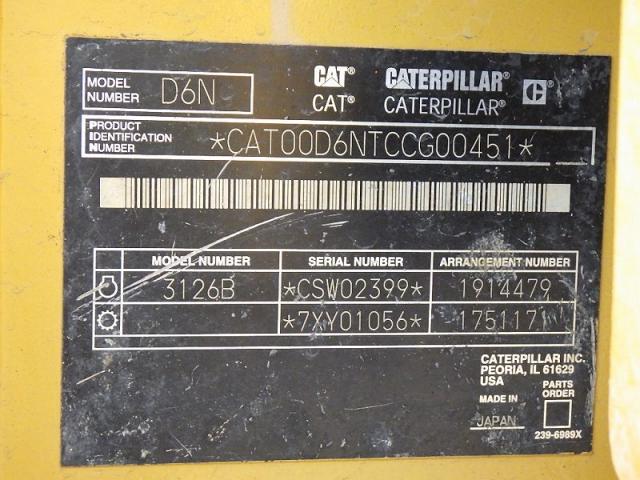 MODEL NUMBER D6N
CAT® CATERPILLAR® C
CAT® CATERPILLAR®
PRODUCT IDENTIFICATION NUMBER *CAT00D6NTCCG00451*
MODEL NUMBER SERIAL NUMBER ARRANGEMENT NUMBER
3126B *CSW02399* 1914479
*7XY01056* 1751171
CATERPILLAR INC.
PEORIA, IL 61629
USA
PARTS ORDER
MADE IN
JAPAN
239-6989X